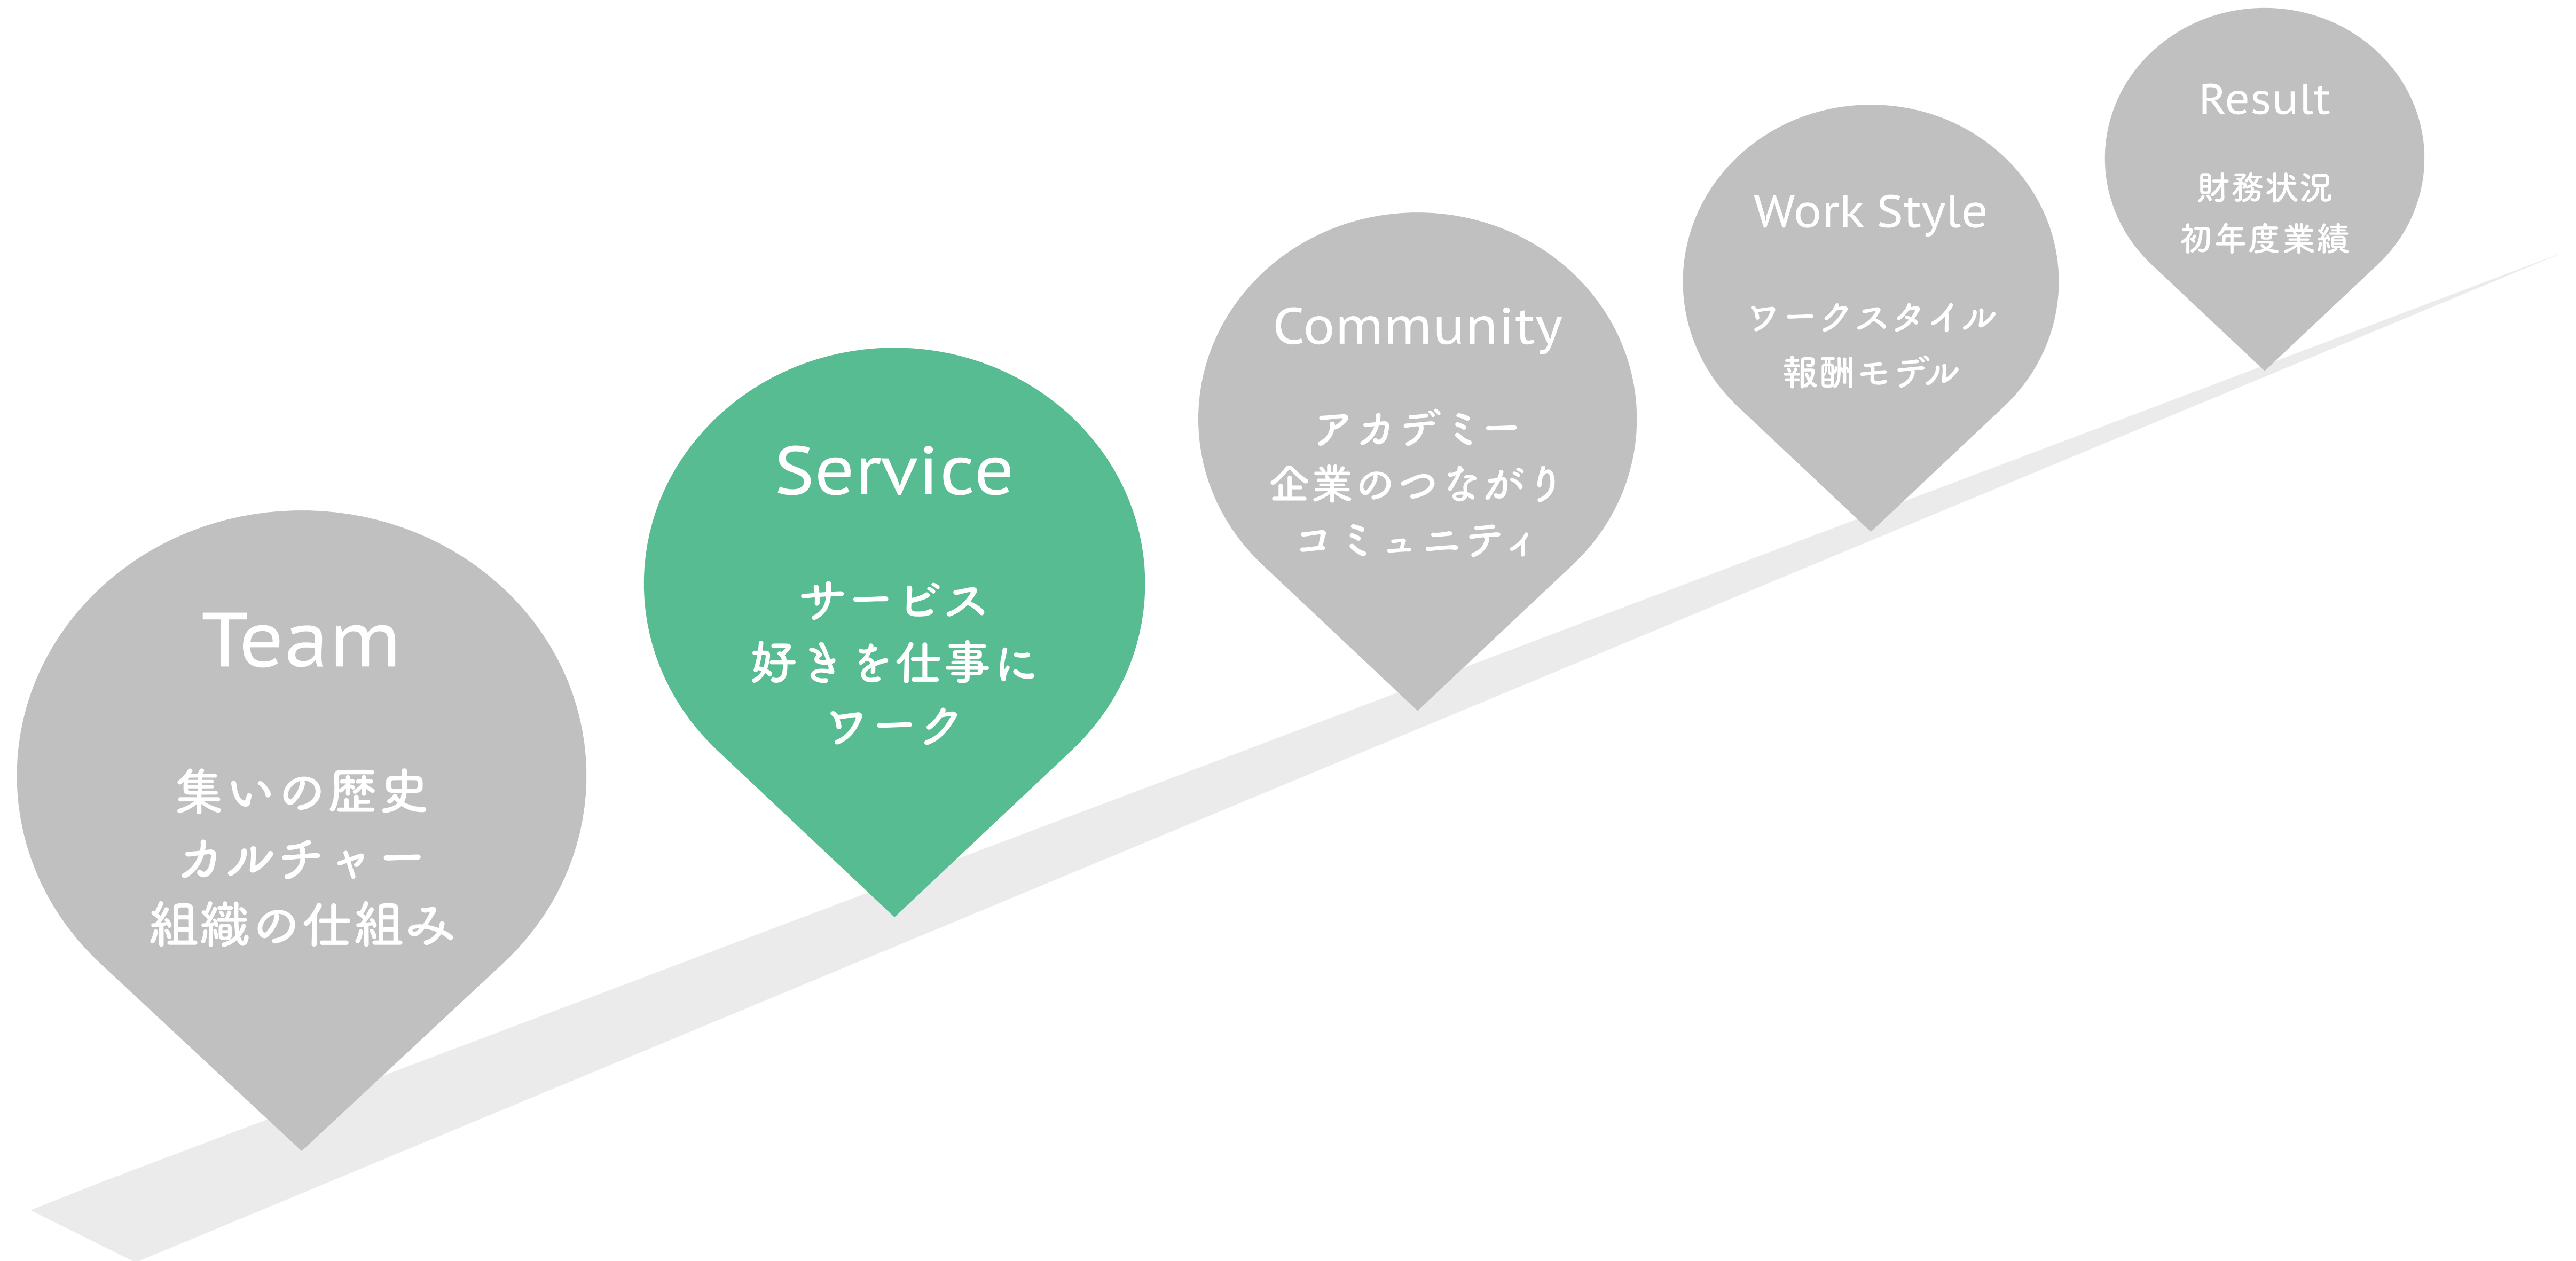 Team
集いの歴史
カルチャー
組織の仕組み
Service
サービス
好きを仕事に
ワーク
Community
アカデミー
企業のつながり
コミュニティ
Work Style
ワークスタイル
報酬モデル
Result
財務状況
初年度業績